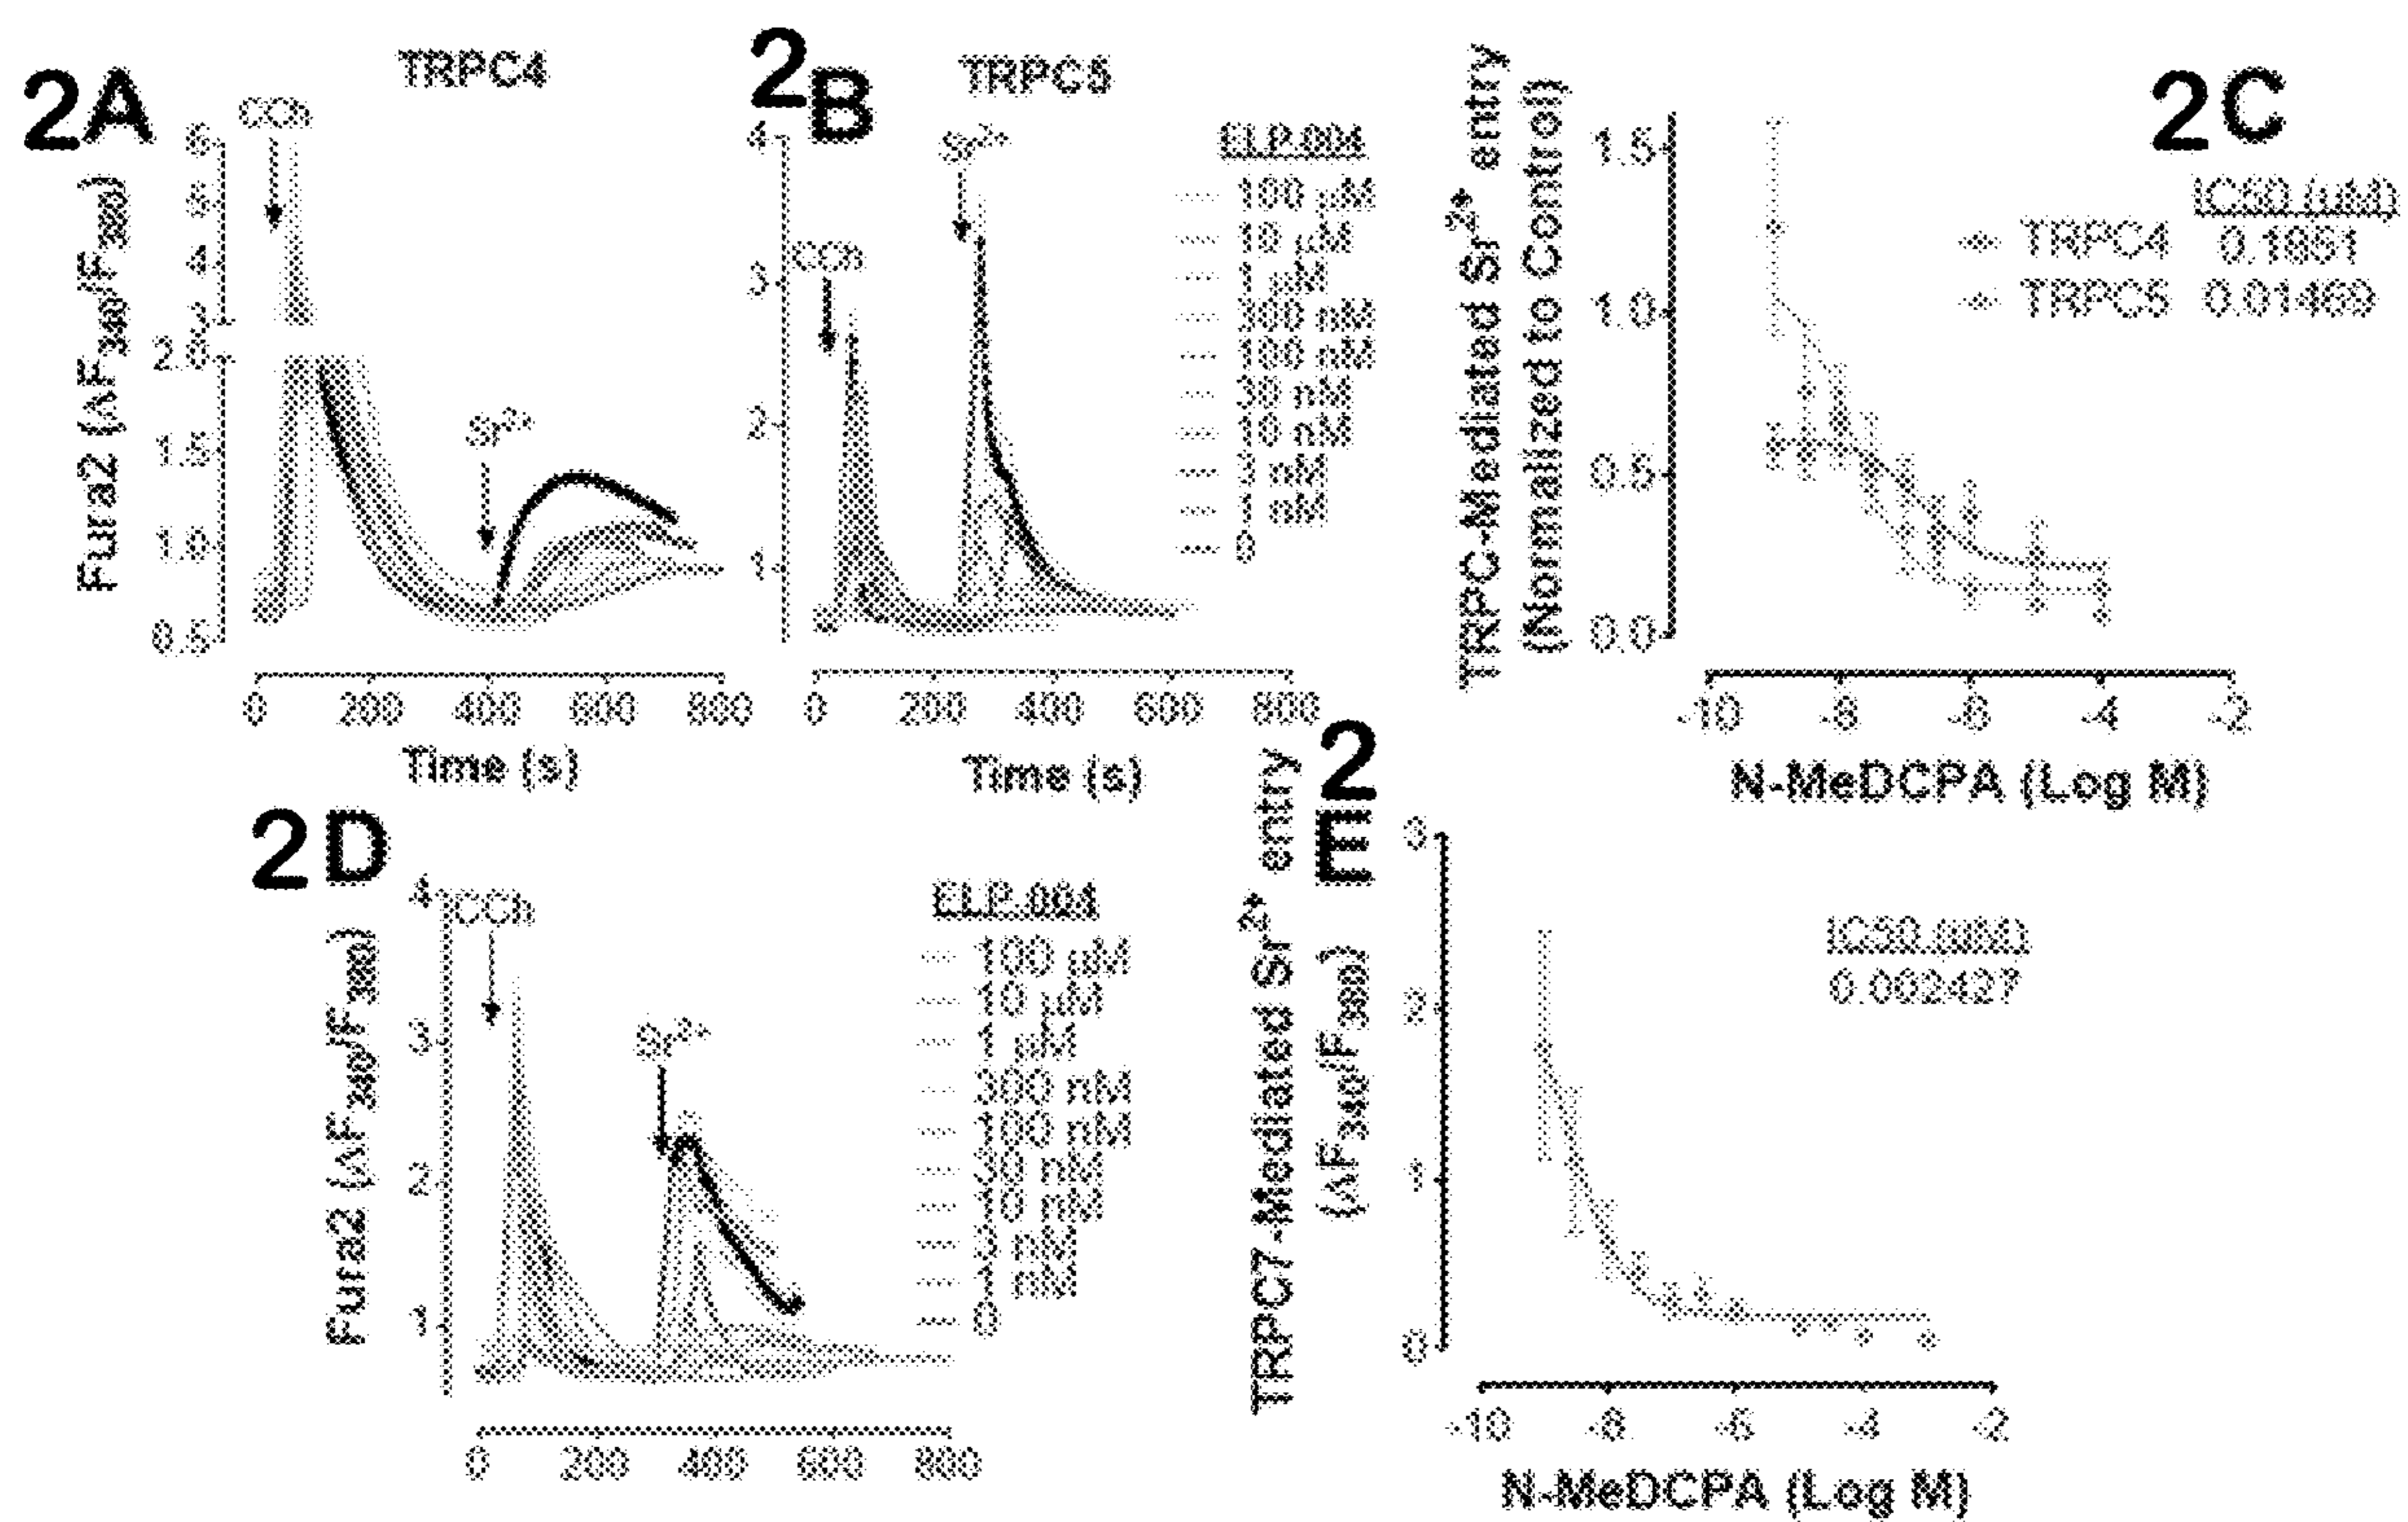 2A
TRPC4
CCh
6
5
4
3
2.0
1.5
1.0
0.5
Fura2 (ΔF340/F380)
Sr2+
0 200 400 600 800
Time (s)
2B
TRPC5
4
3
2
1
CCh
Sr2+
ELP.004
100 µM
10 µM
1 µM
300 nM
100 nM
30 nM
10 nM
3 nM
1 nM
0
0 200 400 600 800
Time (s)
2C
TRPC-Mediated Sr2+ entry
(Normalized to Control)
1.5
1.0
0.5
0.0
IC50 (uM)
TRPC4
TRPC5 0.01469
-10 -8 -6 -4 -2
N-MeDCPA (Log M)
2D
4
3
2
1
CCh
Sr2+
Fura2 (ΔF340/F380)
ELP.004
100 µM
10 µM
1 µM
300 nM
100 nM
30 nM
10 nM
3 nM
1 nM
0
0 200 400 600 800
2E
TRPC7-Mediated Sr2+ entry
(ΔF340/F380)
3
2
1
0
IC50 (uM)
0.002427
-10 -8 -6 -4 -2
N-MeDCPA (Log M)